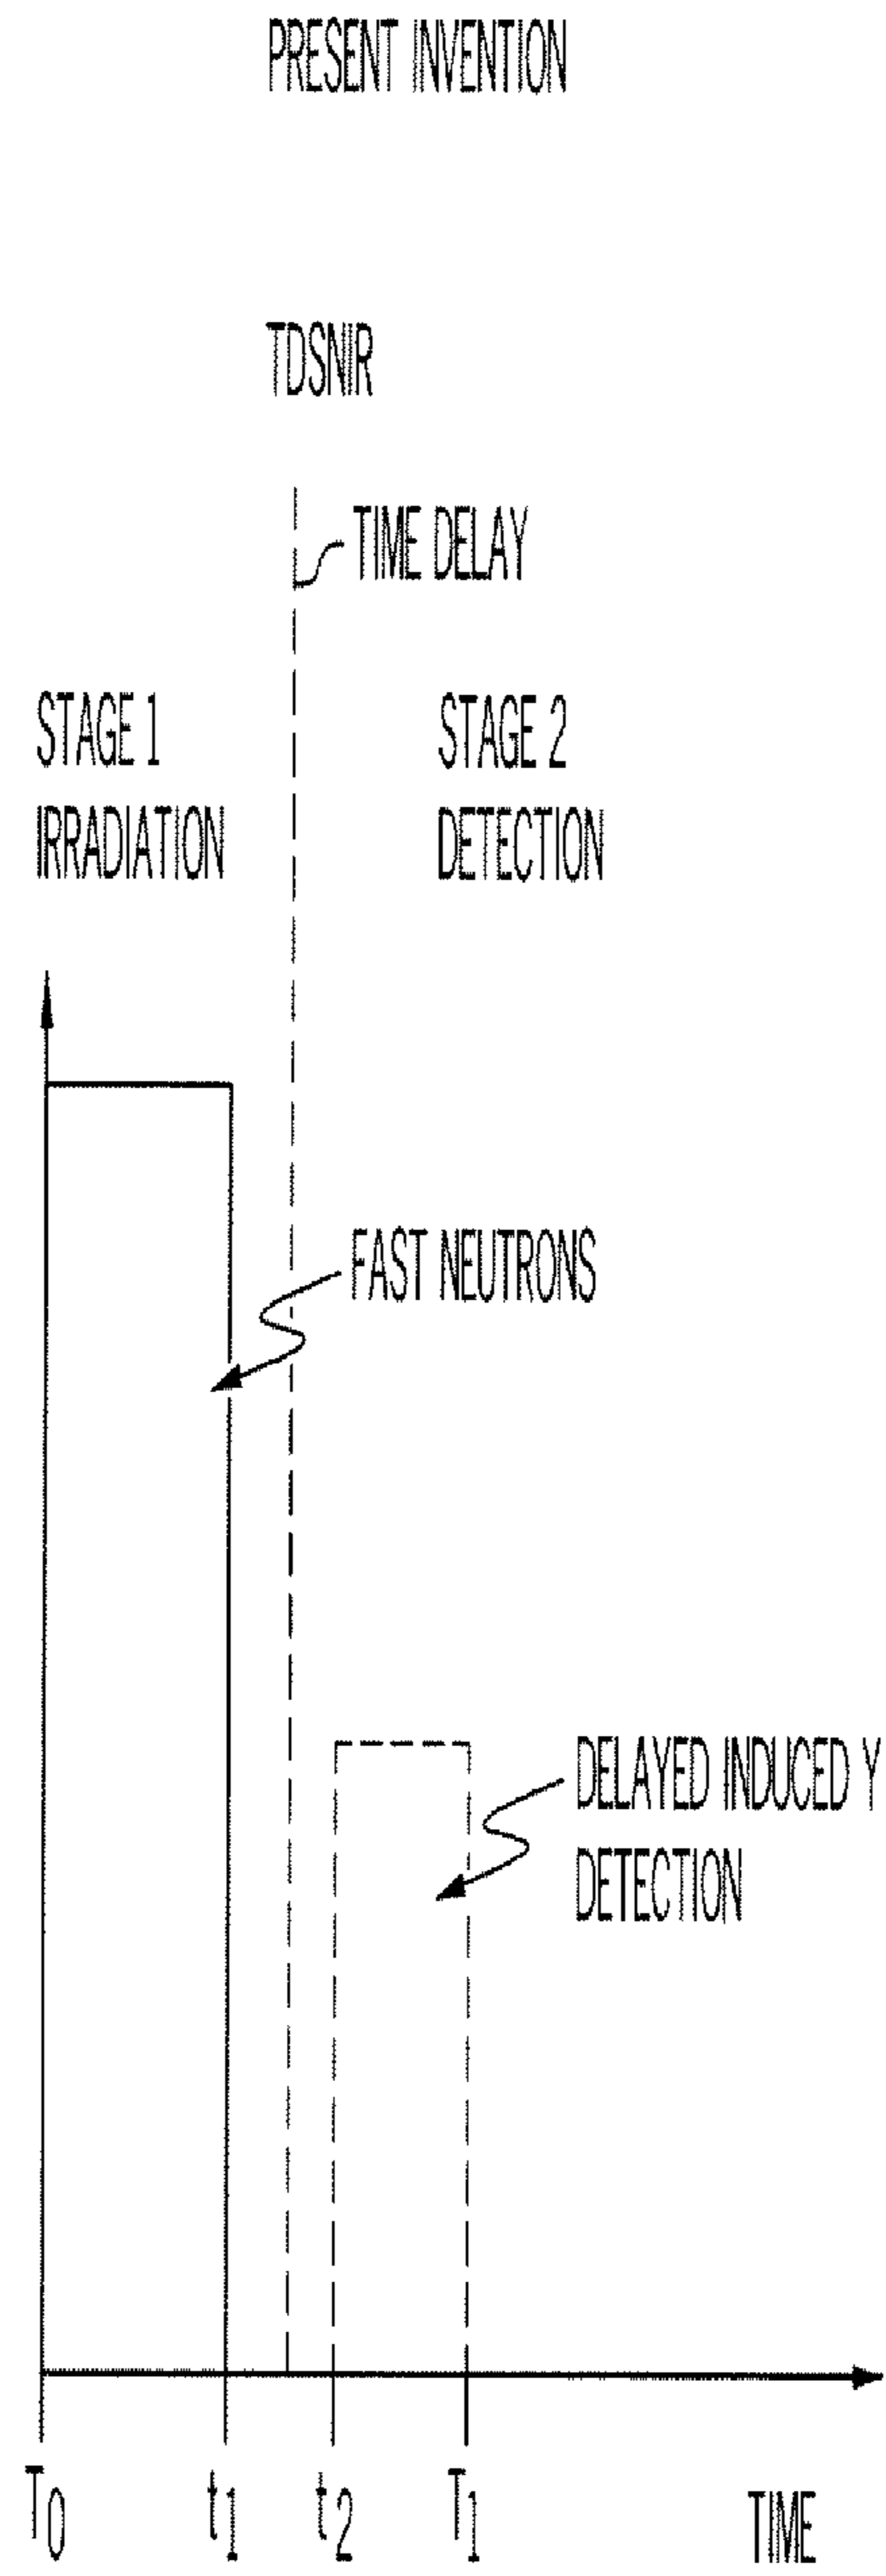 PRESENT INVENTION
TDSNIR
TIME DELAY
STAGE 1
IRRADIATION
STAGE 2
DETECTION
FAST NEUTRONS
DELAYED INDUCED γ
DETECTION
T0
t1
t2
T1
TIME